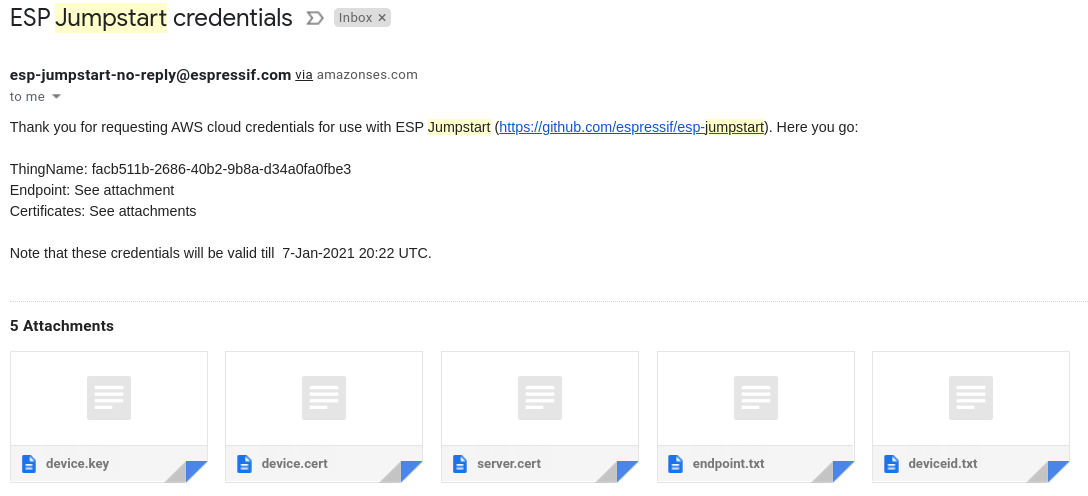 ESP Jumpstart credentials Inbox ×
esp-jumpstart-no-reply@espressif.com via amazonses.com
to me
Thank you for requesting AWS cloud credentials for use with ESP Jumpstart (https://github.com/espressif/esp-jumpstart). Here you go:
ThingName: facb511b-2686-40b2-9b8a-d34a0fa0fbe3
Endpoint: See attachment
Certificates: See attachments
Note that these credentials will be valid till  7-Jan-2021 20:22 UTC.
5 Attachments
device.key device.cert server.cert endpoint.txt deviceid.txt